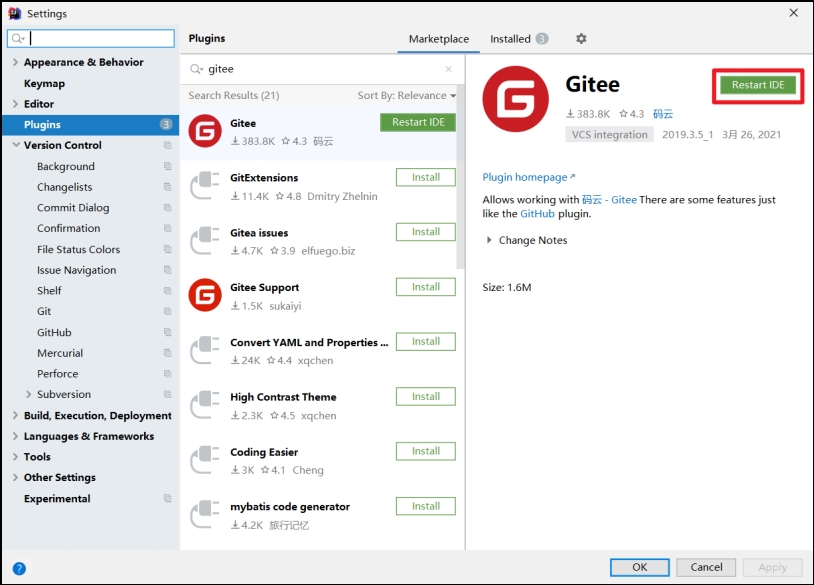 Settings
Appearance & Behavior
Keymap
Editor
Plugins 3
Version Control
Background
Changelists
Commit Dialog
Confirmation
File Status Colors
Issue Navigation
Shelf
Git
GitHub
Mercurial
Perforce
Subversion
Build, Execution, Deployment
Languages & Frameworks
Tools
Other Settings
Experimental
Plugins
Marketplace
Installed 3
gitee
Search Results (21)
Sort By: Relevance
Gitee
Restart IDE
383.8K 4.3 码云
GitExtensions
Install
11.4K 4.8 Dmitry Zhelnin
Gitea issues
Install
4.7K 3.9 elfuego.biz
Gitee Support
Install
1.5K sukaiyi
Convert YAML and Properties ...
Install
24K 4.4 xqchen
High Contrast Theme
Install
2.3K 4.5 xqchen
Coding Easier
Install
3K 4.1 Cheng
mybatis code generator
Install
4.2K 旅行记忆
Gitee
Restart IDE
383.8K 4.3 码云
VCS integration 2019.3.5_1 3月 26, 2021
Plugin homepage
Allows working with 码云 - Gitee There are some features just
like the GitHub plugin.
Change Notes
Size: 1.6M
?
OK
Cancel
Apply